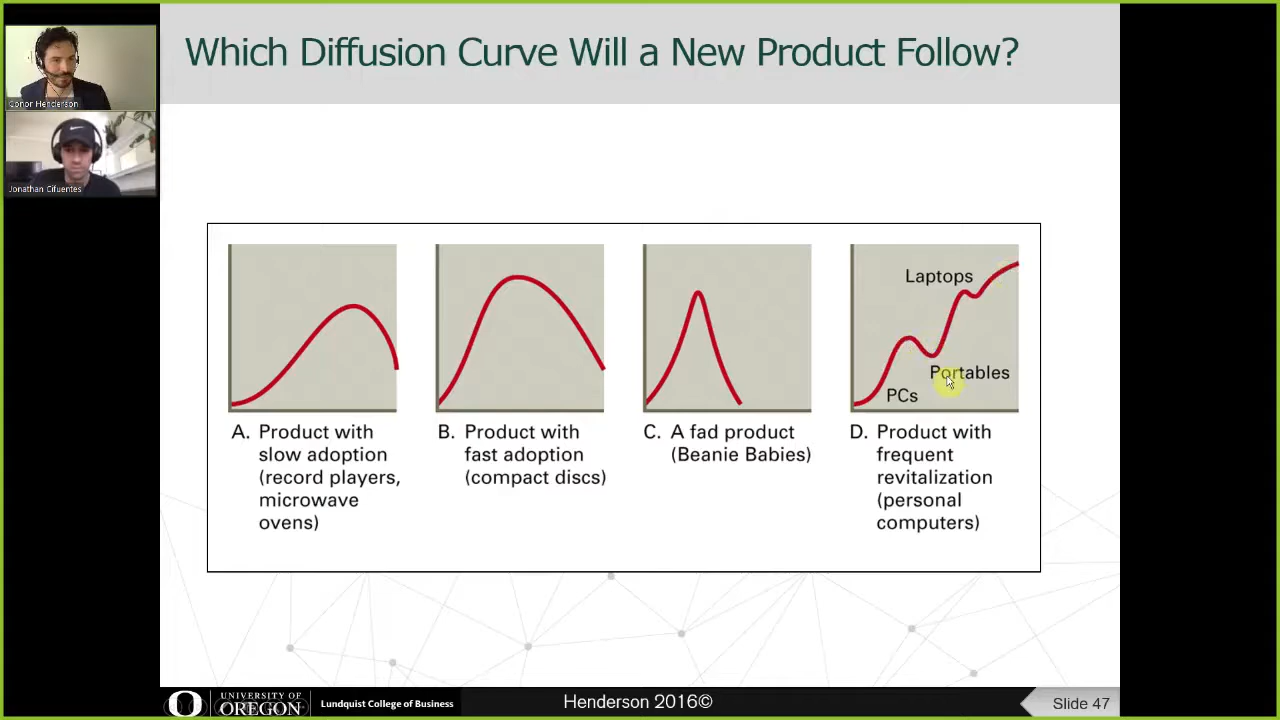 Which Diffusion Curve Will a New Product Follow?
Conor Henderson
Jonathan Cifuentes
Laptops
Portables
PCs
A. Product with
slow adoption
(record players,
microwave
ovens)
B. Product with
fast adoption
(compact discs)
C. A fad product
(Beanie Babies)
D. Product with
frequent
revitalization
(personal
computers)
UNIVERSITY OF
OREGON
Lundquist College of Business
Henderson 2016©
Slide 47